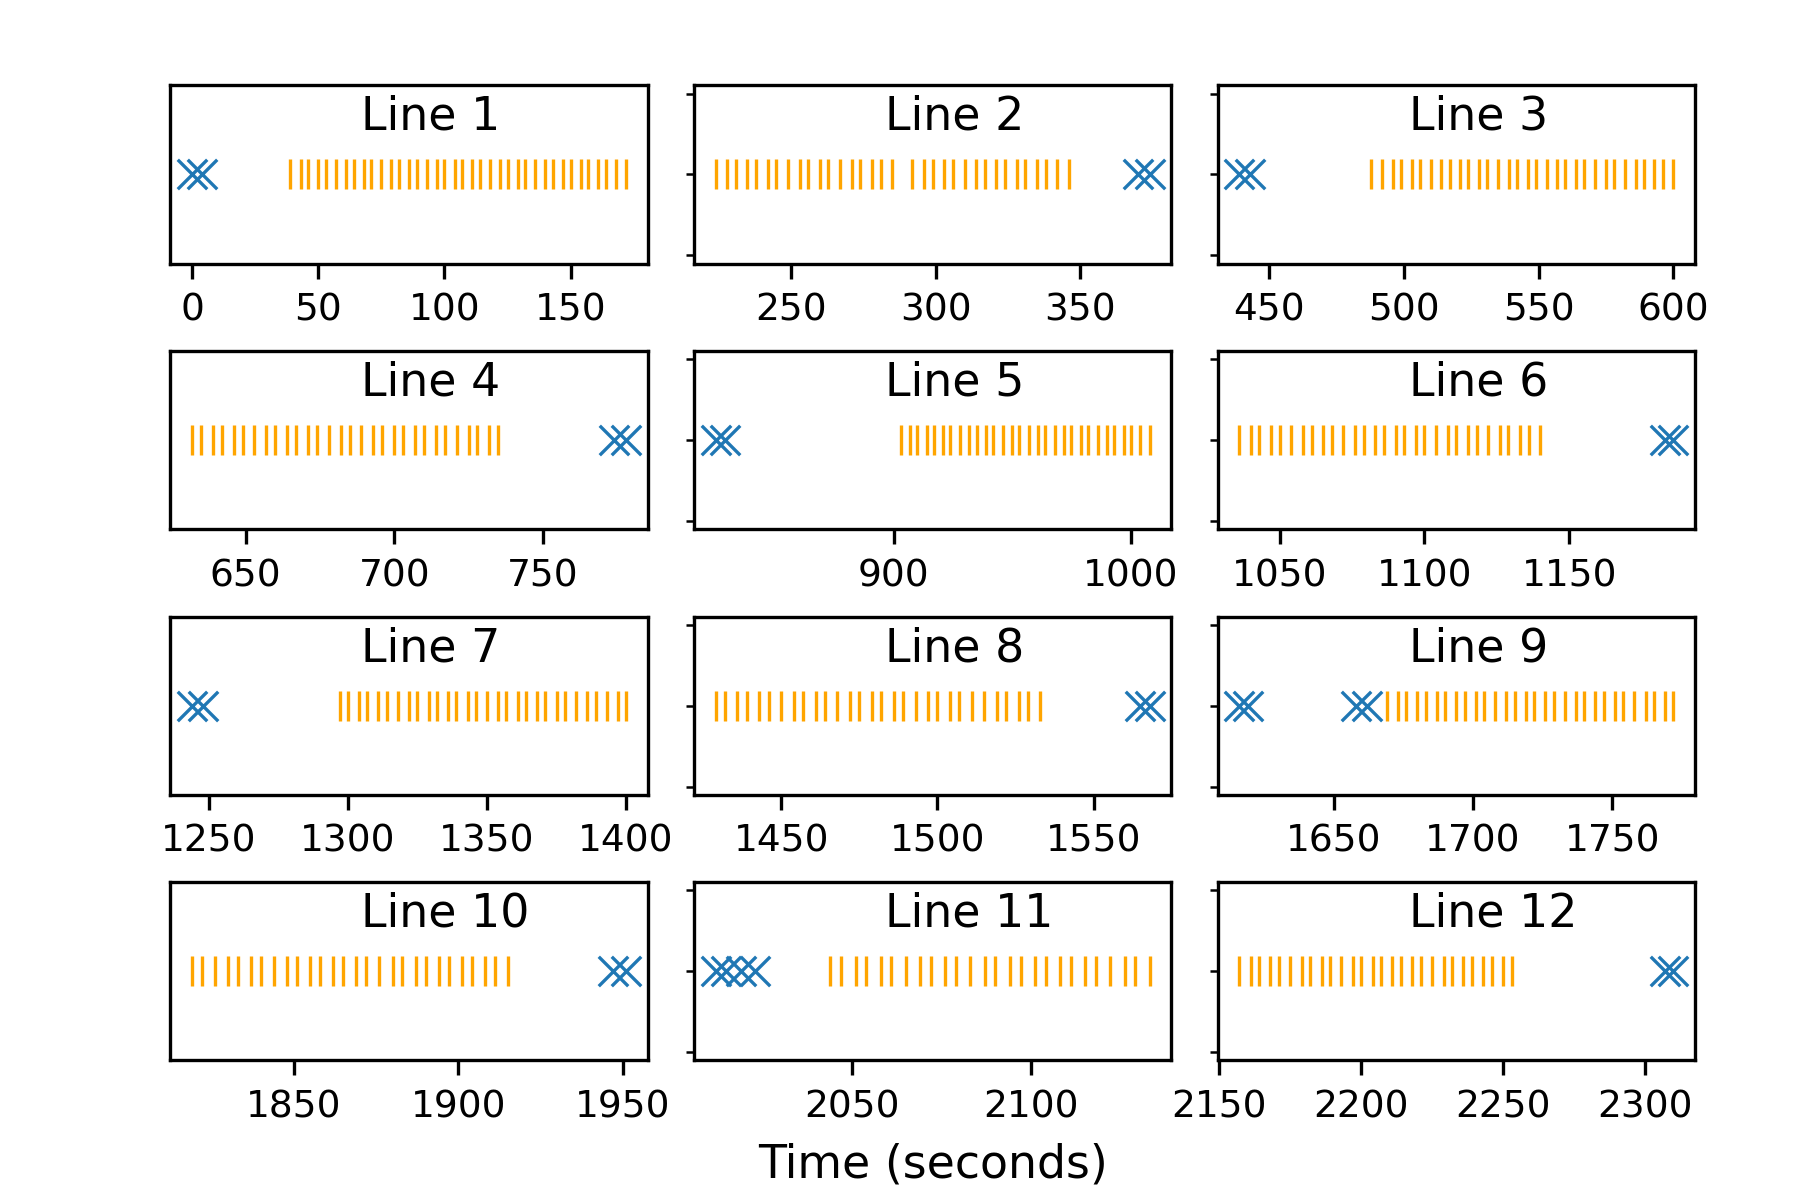 Line 1 Line 2 Line 3
0 50 100 150 250 300 350 450 500 550 600
Line 4 Line 5 Line 6
650 700 750 900 1000 1050 1100 1150
Line 7 Line 8 Line 9
1250 1300 1350 1400 1450 1500 1550 1650 1700 1750
Line 10 Line 11 Line 12
1850 1900 1950 2050 2100 2150 2200 2250 2300
Time (seconds)